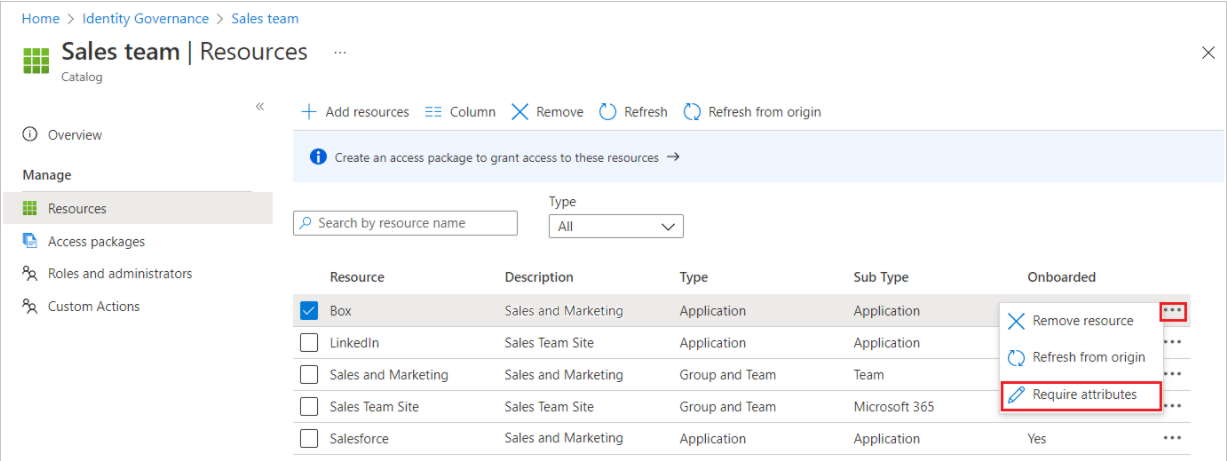 Home > Identity Governance > Sales team
Sales team | Resources ...
Catalog
«
Overview
Manage
Resources
Access packages
Roles and administrators
Custom Actions
+ Add resources Column Remove Refresh Refresh from origin
Create an access package to grant access to these resources →
Type
Search by resource name All
Resource Description Type Sub Type Onboarded
Box Sales and Marketing Application Application ...
LinkedIn Sales Team Site Application Application ...
Sales and Marketing Sales and Marketing Group and Team Team ...
Sales Team Site Sales Team Site Group and Team Microsoft 365 ...
Salesforce Sales and Marketing Application Application Yes ...
Remove resource
Refresh from origin
Require attributes